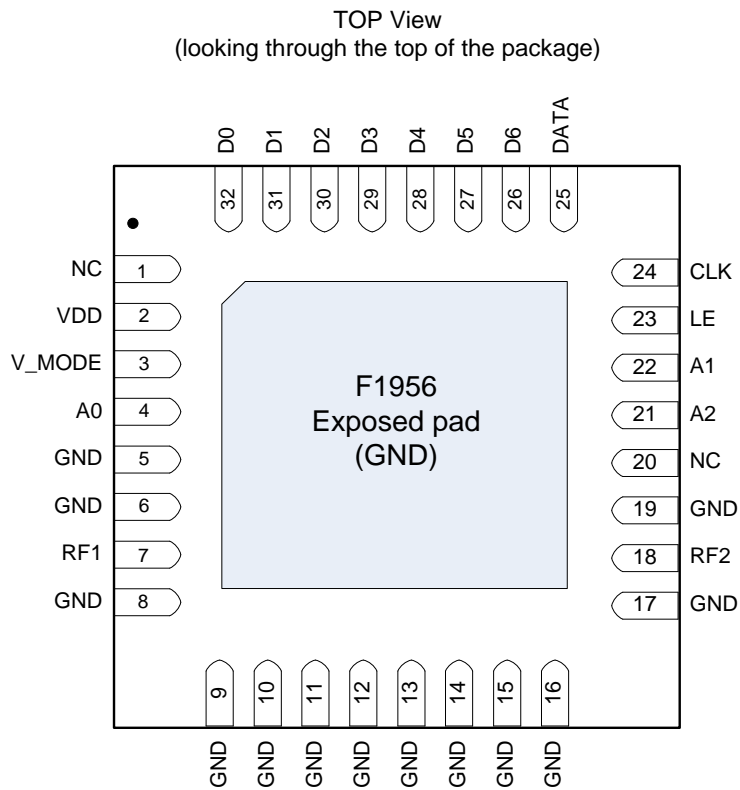 TOP View
(looking through the top of the package)
D0 D1 D2 D3 D4 D5 D6 DATA
32 31 30 29 28 27 26 25
NC 1
VDD 2
V_MODE 3
A0 4
GND 5
GND 6
RF1 7
GND 8
F1956
Exposed pad
(GND)
24 CLK
23 LE
22 A1
21 A2
20 NC
19 GND
18 RF2
17 GND
9 10 11 12 13 14 15 16
GND GND GND GND GND GND GND GND